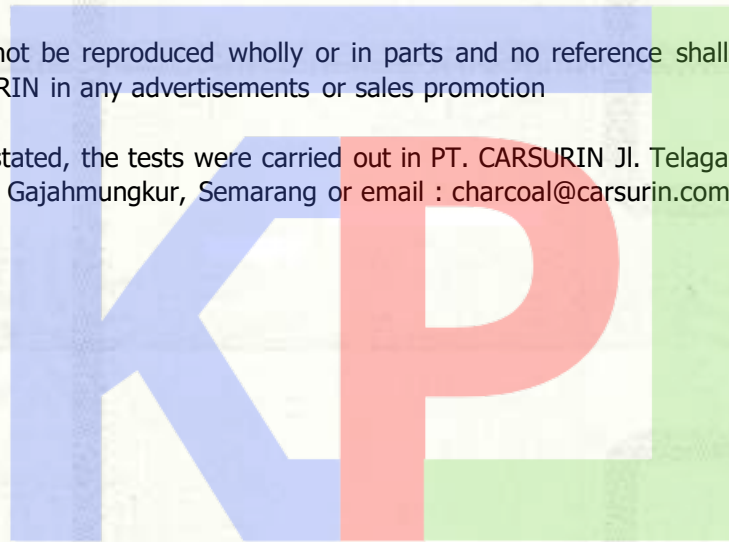 not be reproduced wholly or in parts and no reference shall
RIN in any advertisements or sales promotion
stated, the tests were carried out in PT. CARSURIN Jl. Telaga
Gajahmungkur, Semarang or email : charcoal@carsurin.com
KP